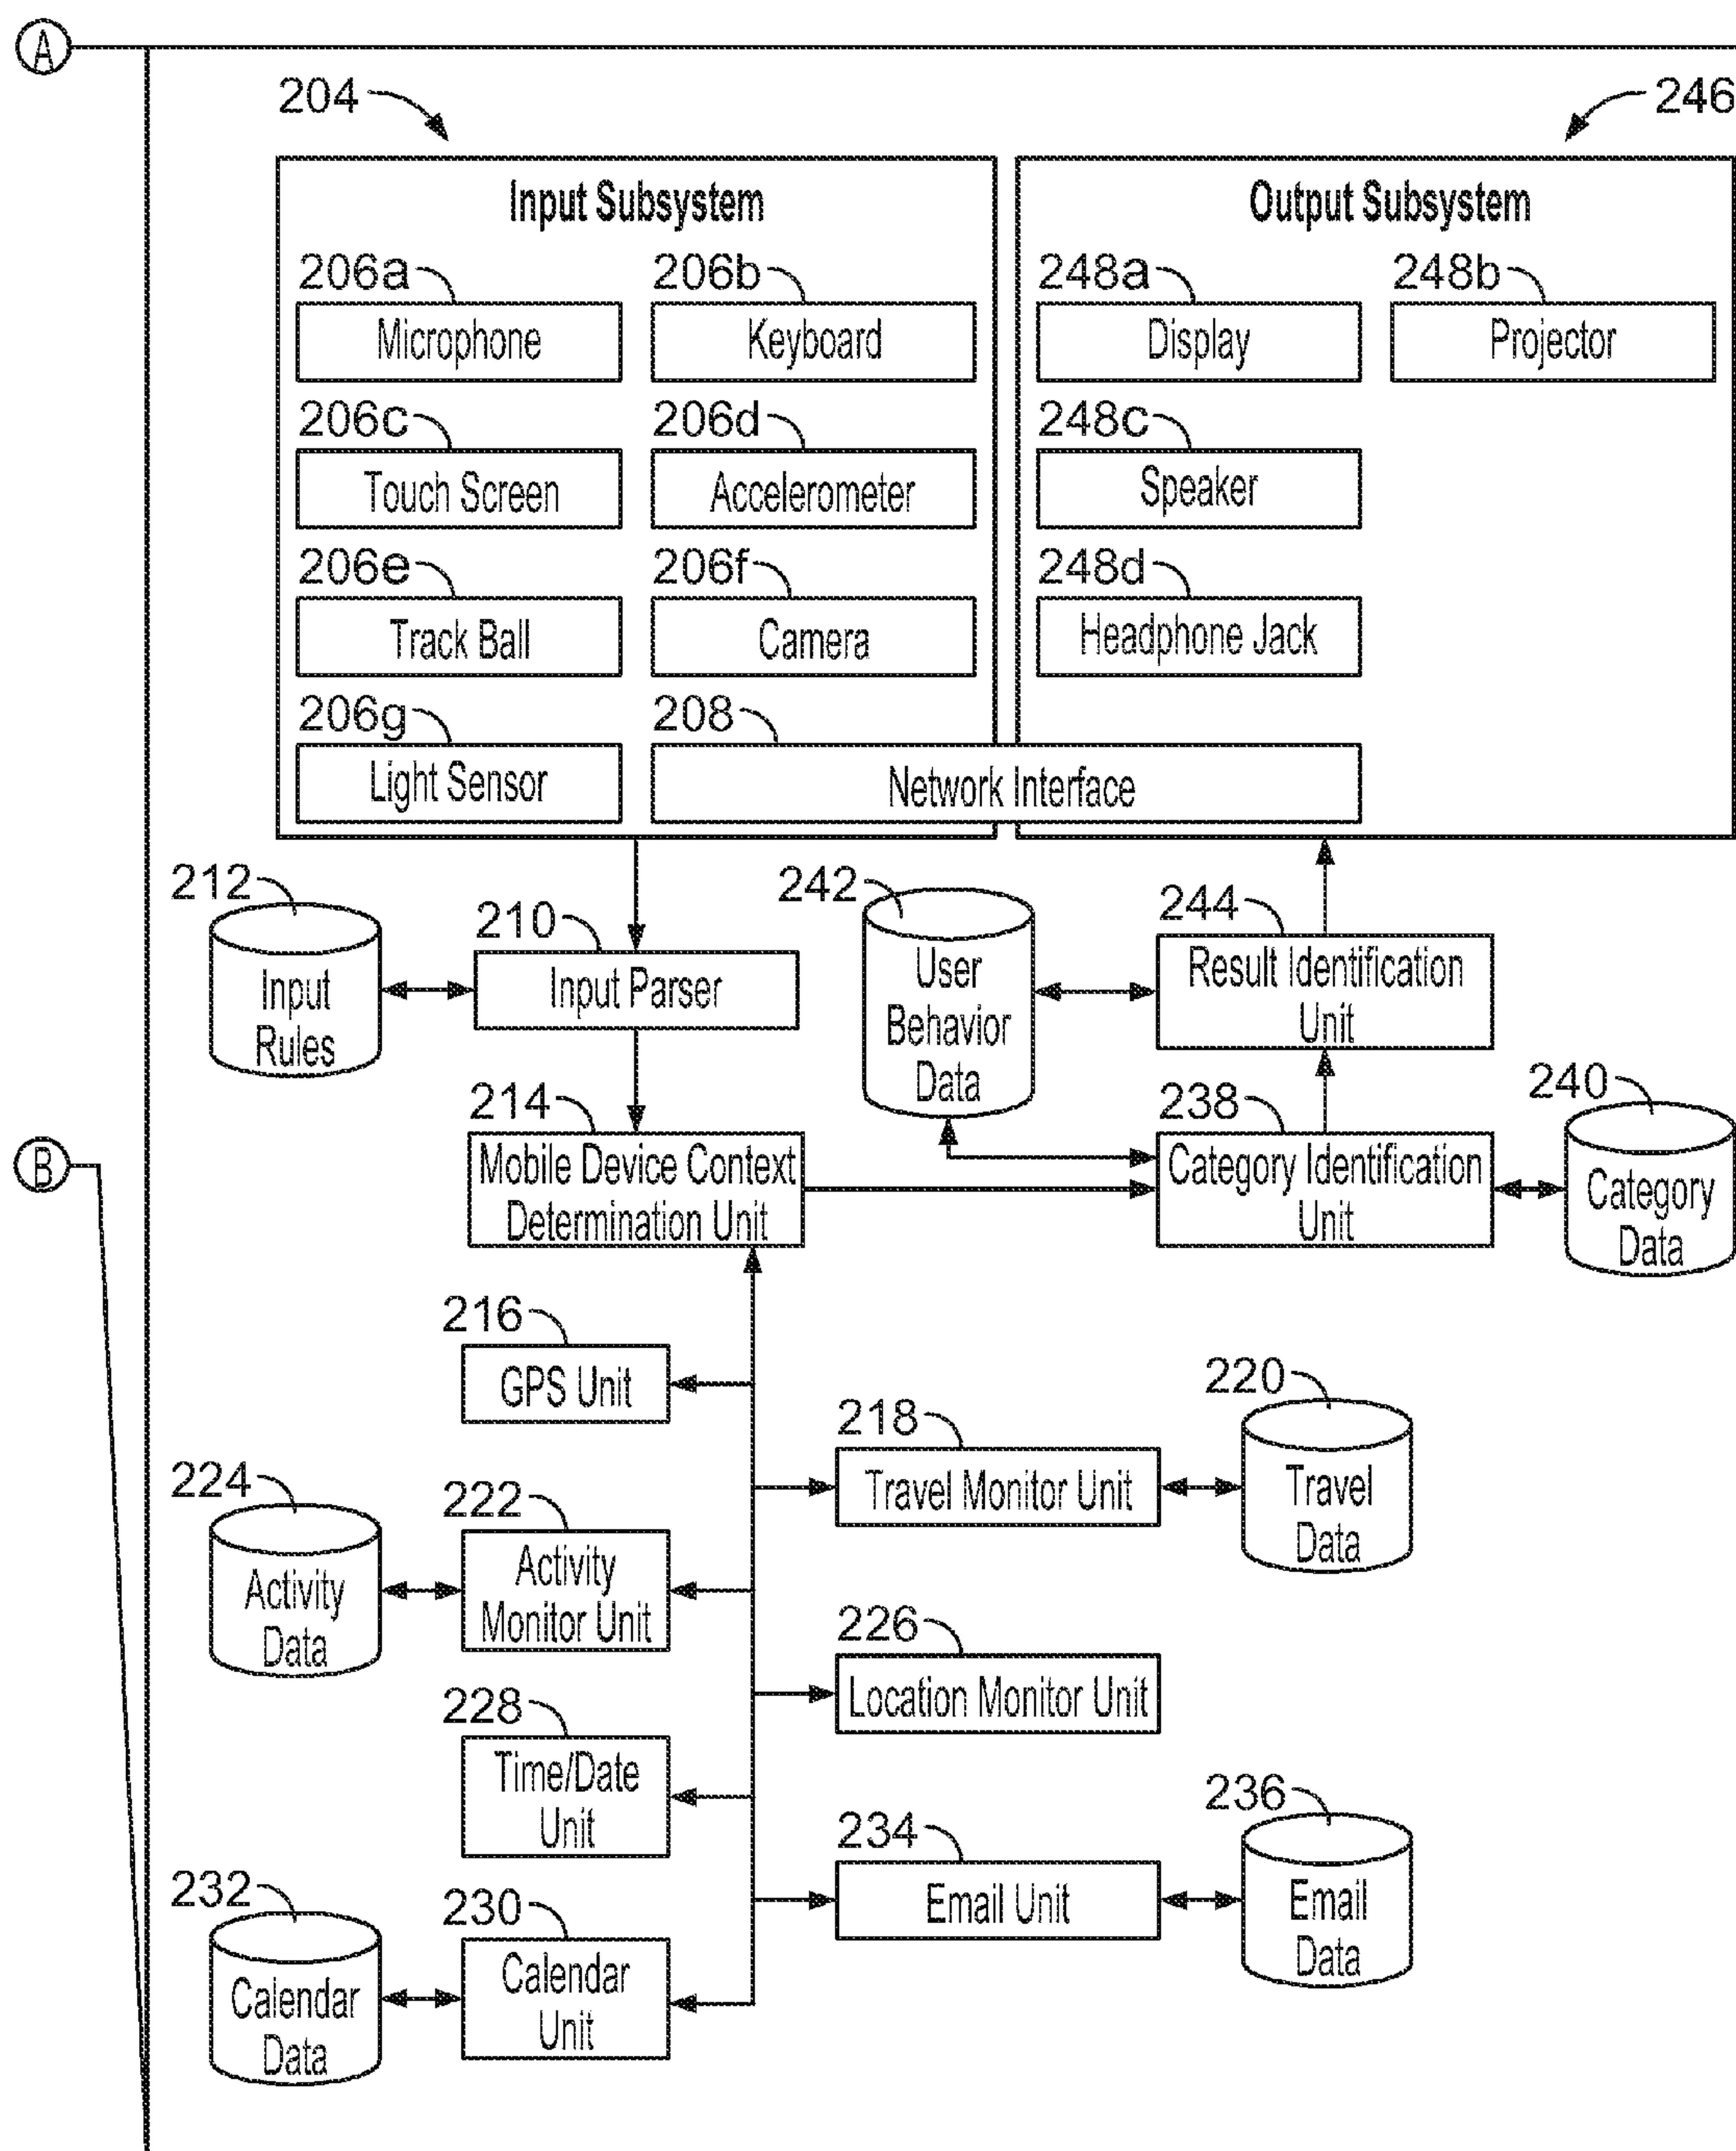 A
204
246
Input Subsystem
Output Subsystem
206a
206b
248a
248b
Microphone
Keyboard
Display
Projector
206c
206d
248c
Touch Screen
Accelerometer
Speaker
206e
206f
248d
Track Ball
Camera
Headphone Jack
206g
208
Light Sensor
Network Interface
212
210
242
244
Input
Rules
Input Parser
User
Behavior
Data
Result Identification
Unit
214
238
240
B
Mobile Device Context
Determination Unit
Category Identification
Unit
Category
Data
216
GPS Unit
218
220
Travel Monitor Unit
Travel
Data
224
222
Activity
Data
Activity
Monitor Unit
226
Location Monitor Unit
228
Time/Date
Unit
234
236
Email Unit
Email
Data
232
230
Calendar
Data
Calendar
Unit